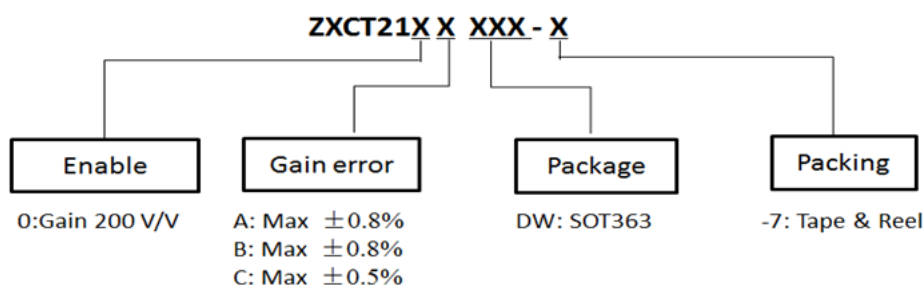 ZXCT21X X XXX - X
Enable
Gain error
Package
Packing
0:Gain 200 V/V
A: Max ±0.8%
B: Max ±0.8%
C: Max ±0.5%
DW: SOT363
-7: Tape & Reel